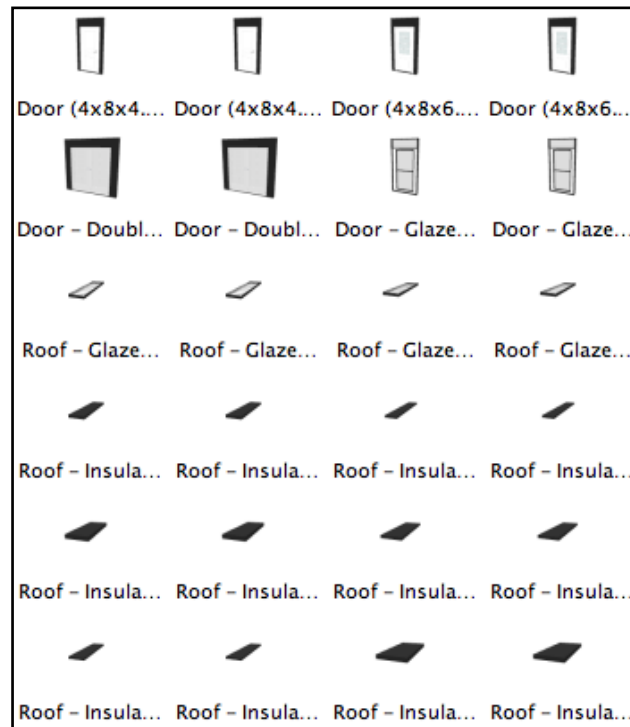 Door (4x8x4.... Door (4x8x4.... Door (4x8x6.... Door (4x8x6....
Door – Doubl... Door – Doubl... Door – Glaze... Door – Glaze...
Roof – Glaze... Roof – Glaze... Roof – Glaze... Roof – Glaze...
Roof – Insula... Roof – Insula... Roof – Insula... Roof – Insula...
Roof – Insula... Roof – Insula... Roof – Insula... Roof – Insula...
Roof – Insula... Roof – Insula... Roof – Insula... Roof – Insula...